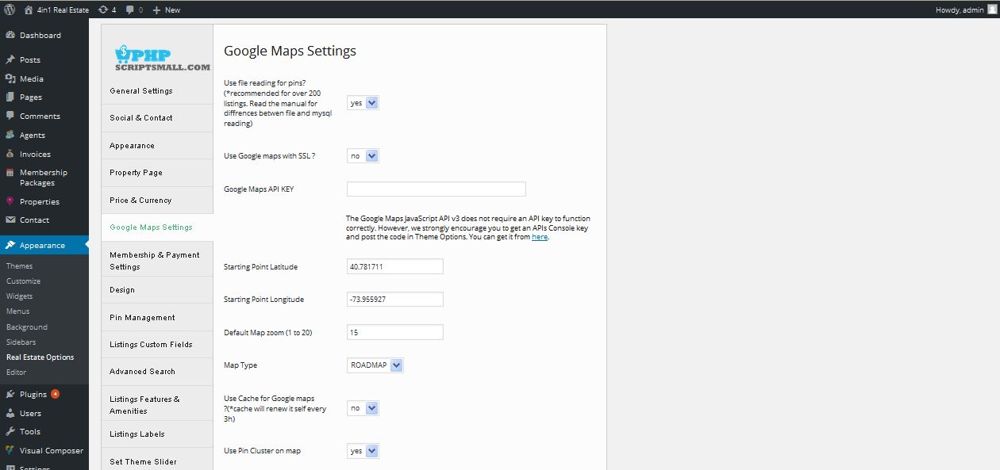 4in1 Real Estate 4 0 + New Howdy, admin
Dashboard
Posts
Media
Pages
Comments
Agents
Invoices
Membership
Packages
Properties
Contact
Appearance
Themes
Customize
Widgets
Menus
Background
Sidebars
Real Estate Options
Editor
Plugins 4
Users
Tools
Visual Composer
Settings
PHP
SCRIPTSMALL.COM
General Settings
Social & Contact
Appearance
Property Page
Price & Currency
Google Maps Settings
Membership & Payment
Settings
Design
Pin Management
Listings Custom Fields
Advanced Search
Listings Features &
Amenities
Listings Labels
Set Theme Slider
Google Maps Settings
Use file reading for pins?
(*recommended for over 200
listings. Read the manual for
diffrences betwen file and mysql
reading)
yes
Use Google maps with SSL ?
no
Google Maps API KEY
The Google Maps JavaScript API v3 does not require an API key to function
correctly. However, we strongly encourage you to get an APIs Console key
and post the code in Theme Options. You can get it from here.
Starting Point Latitude
40.781711
Starting Point Longitude
-73.955927
Default Map zoom (1 to 20)
15
Map Type
ROADMAP
Use Cache for Google maps
?(*cache will renew it self every
3h)
no
Use Pin Cluster on map
yes